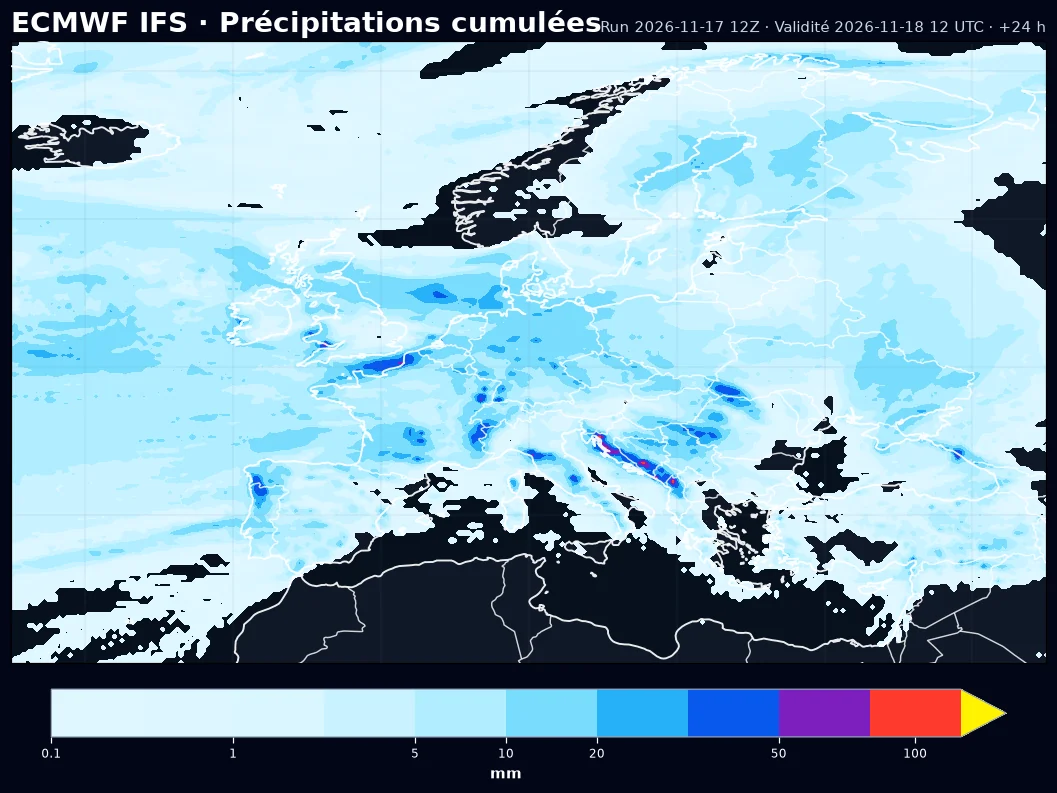 ECMWF IFS · Précipitations cumulées
Run 2026-11-17 12Z · Validité 2026-11-18 12 UTC · +24 h
0.1 1 5 10 20 50 100
mm